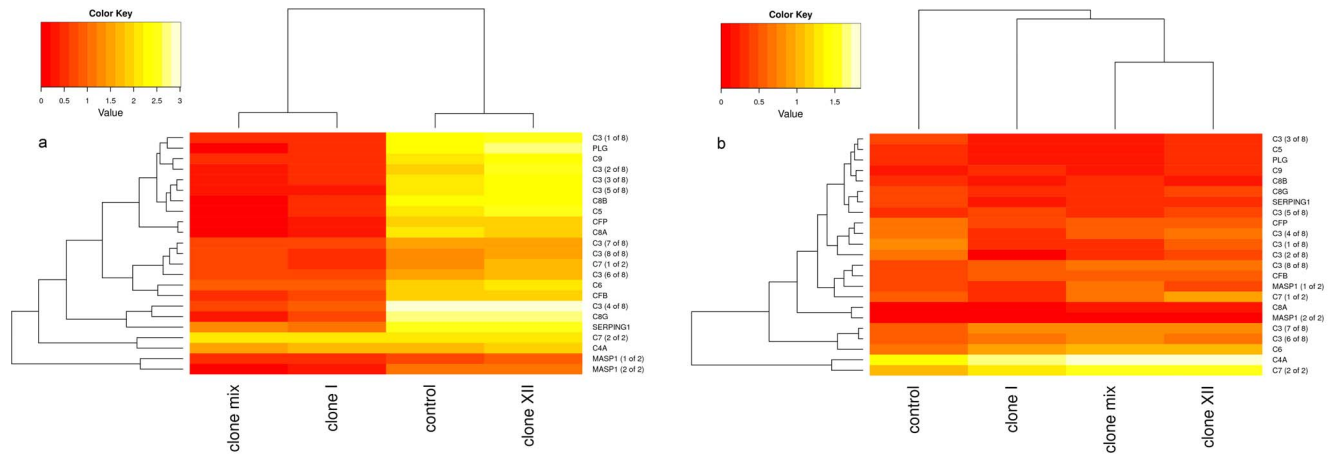 Color Key
0 0.5 1 1.5 2 2.5 3
Value
a
C3 (1 of 8)
PLG
C9
C3 (2 of 8)
C3 (3 of 8)
C3 (5 of 8)
C8B
C5
CFP
C8A
C3 (7 of 8)
C3 (8 of 8)
C7 (1 of 2)
C3 (6 of 8)
C6
CFB
C3 (4 of 8)
C8G
SERPING1
C7 (2 of 2)
C4A
MASP1 (1 of 2)
MASP1 (2 of 2)
clone mix
clone I
control
clone XII
Color Key
0 0.5 1 1.5
Value
b
C3 (3 of 8)
C5
PLG
C9
C8B
C8G
SERPING1
C3 (5 of 8)
CFP
C3 (4 of 8)
C3 (1 of 8)
C3 (2 of 8)
C3 (8 of 8)
CFB
MASP1 (1 of 2)
C7 (1 of 2)
C8A
MASP1 (2 of 2)
C3 (7 of 8)
C3 (6 of 8)
C6
C4A
C7 (2 of 2)
control
clone I
clone mix
clone XII